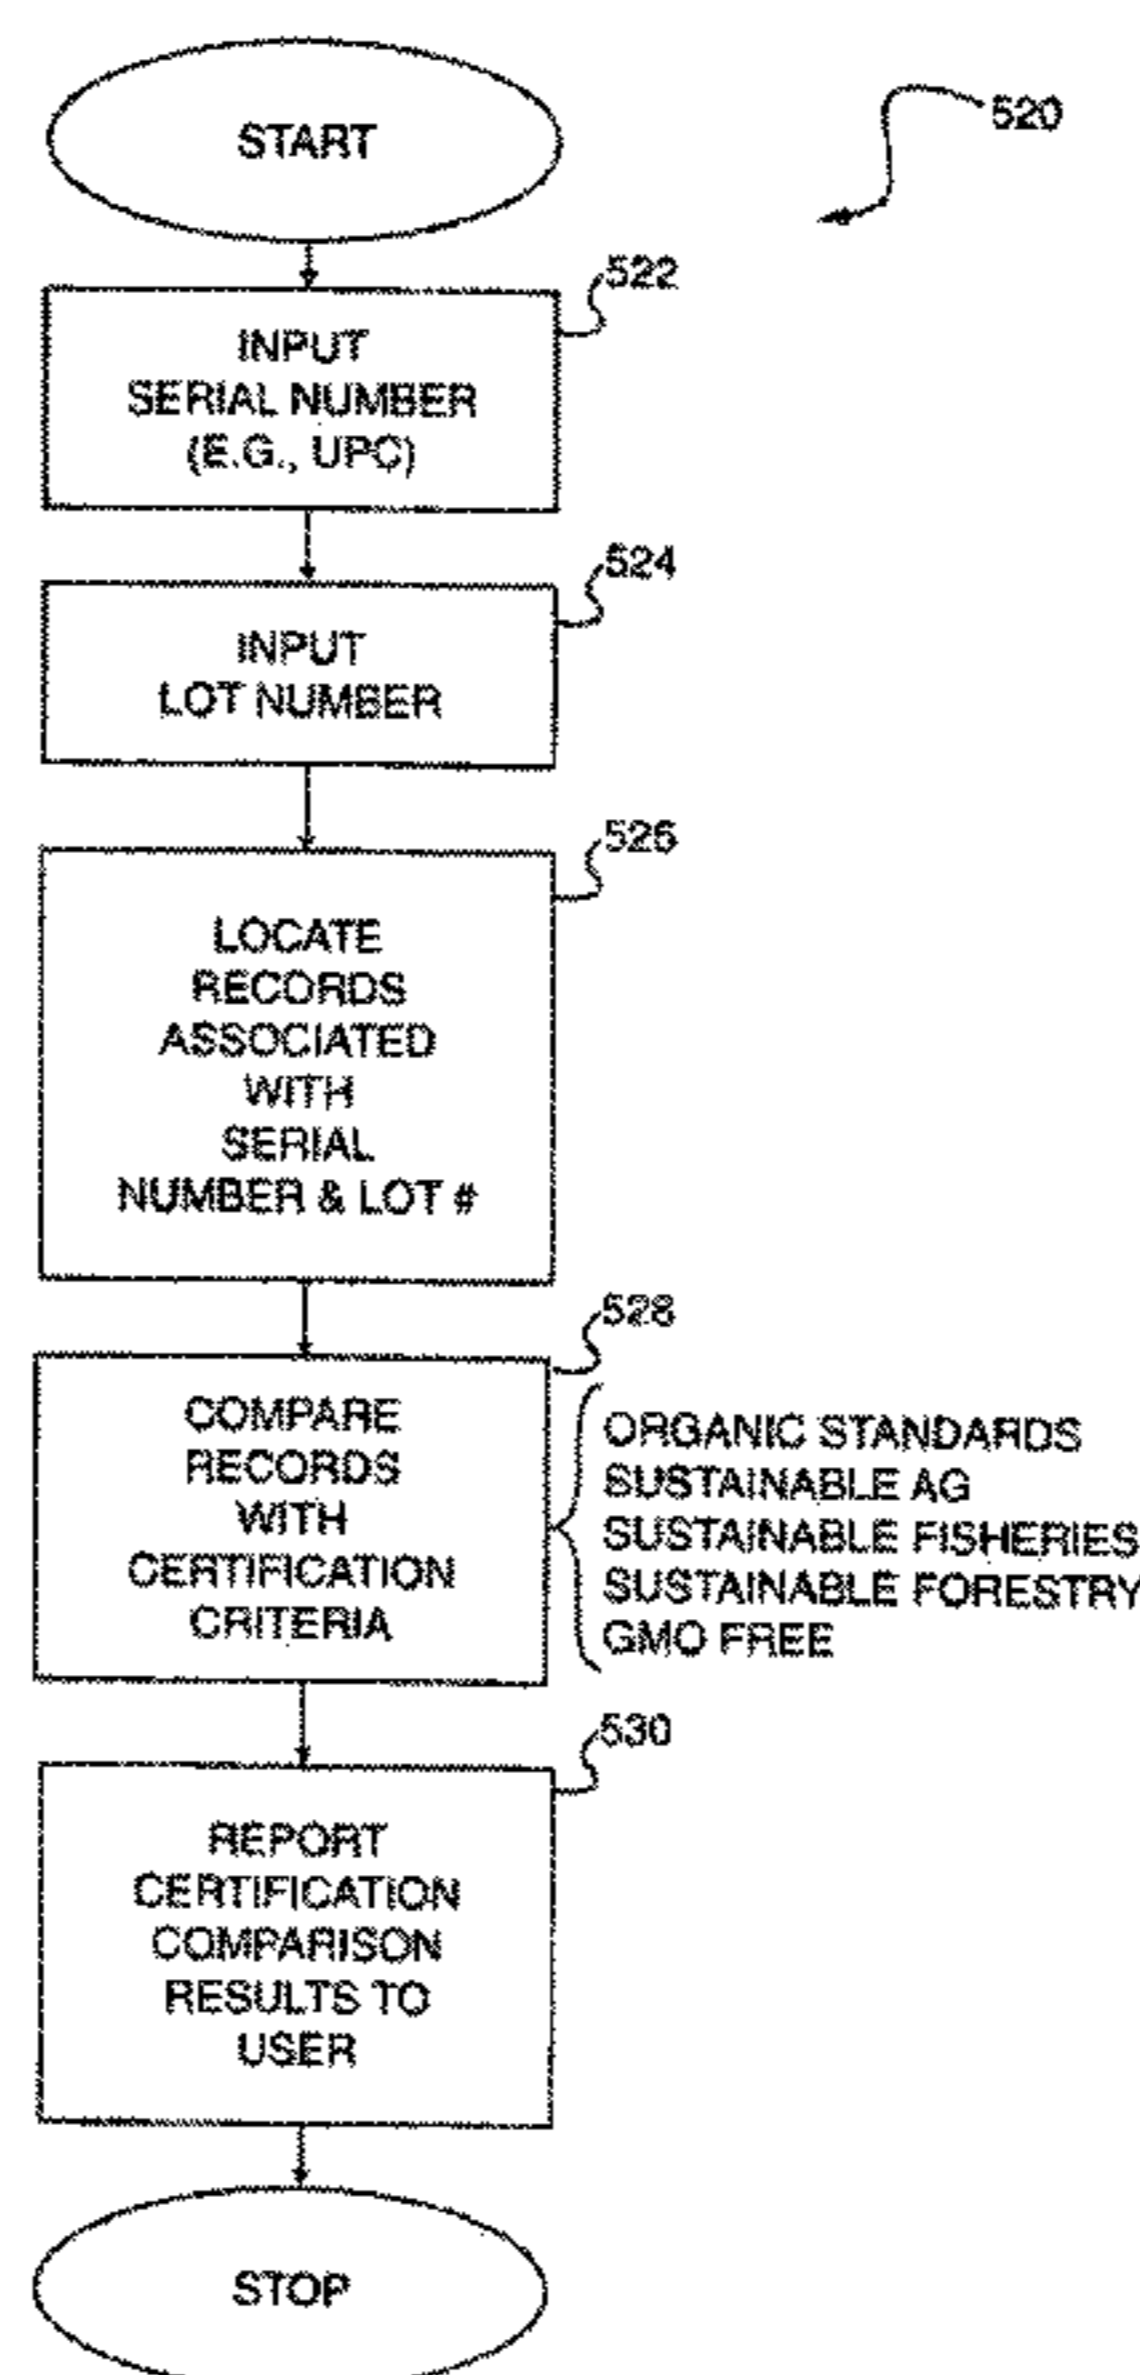 START
520
522
INPUT
SERIAL NUMBER
(E.G., UPC)
524
INPUT
LOT NUMBER
526
LOCATE
RECORDS
ASSOCIATED
WITH
SERIAL
NUMBER & LOT #
528
COMPARE
RECORDS
WITH
CERTIFICATION
CRITERIA
ORGANIC STANDARDS
SUSTAINABLE AG
SUSTAINABLE FISHERIES
SUSTAINABLE FORESTRY
GMO FREE
530
REPORT
CERTIFICATION
COMPARISON
RESULTS TO
USER
STOP